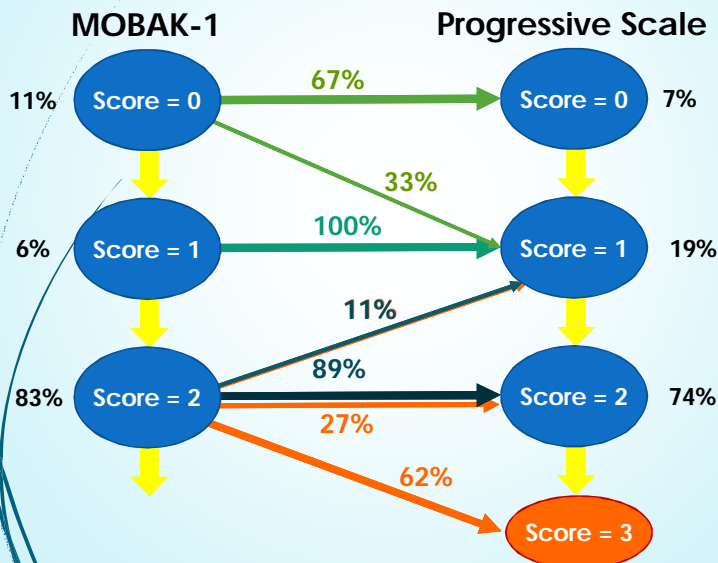 MOBAK-1 Progressive Scale
11% Score = 0 67% Score = 0 7%
33%
6% Score = 1 100% Score = 1 19%
11%
89%
83% Score = 2 Score = 2 74%
27%
62%
Score = 3